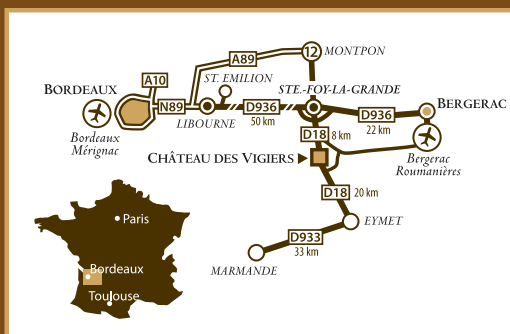 12
MONTPON
A89
A10
ST. EMILION
BORDEAUX
STE.-FOY-LA-GRANDE
N89
D936
D936
BERGERAC
LIBOURNE
50 km
22 km
Bordeaux
Mérignac
D18
8 km
CHÂTEAU DES VIGIERS
Bergerac
Roumanières
D18
20 km
EYMET
D933
33 km
MARMANDE
Paris
Bordeaux
Toulouse